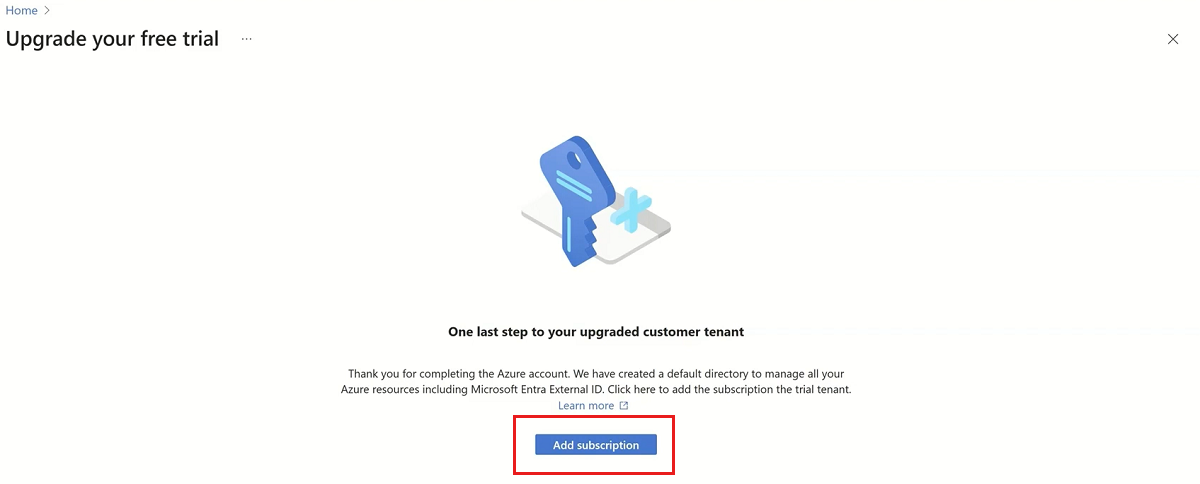 Home
Upgrade your free trial
One last step to your upgraded customer tenant
Thank you for completing the Azure account. We have created a default directory to manage all your
Azure resources including Microsoft Entra External ID. Click here to add the subscription the trial tenant.
Learn more
Add subscription